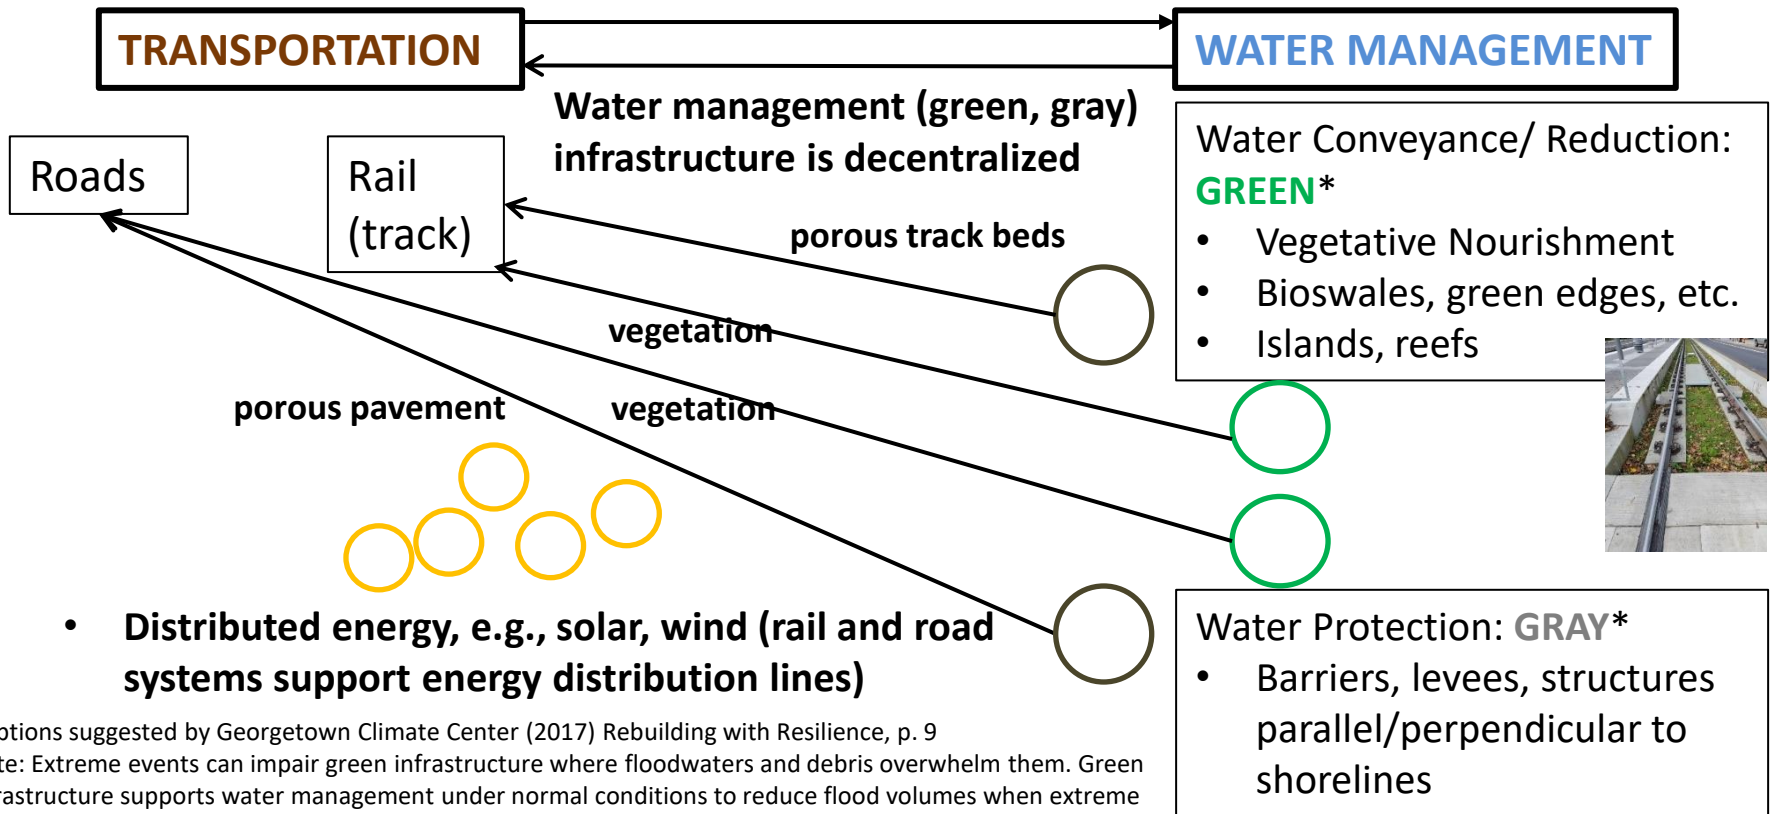 TRANSPORTATION
WATER MANAGEMENT
Water management (green, gray)
infrastructure is decentralized
Roads
Rail
(track)
porous track beds
vegetation
porous pavement
vegetation
Water Conveyance/ Reduction:
GREEN*
• Vegetative Nourishment
• Bioswales, green edges, etc.
• Islands, reefs
• Distributed energy, e.g., solar, wind (rail and road
systems support energy distribution lines)
Water Protection: GRAY*
• Barriers, levees, structures
parallel/perpendicular to
shorelines
ptions suggested by Georgetown Climate Center (2017) Rebuilding with Resilience, p. 9
te: Extreme events can impair green infrastructure where floodwaters and debris overwhelm them. Green
rastructure supports water management under normal conditions to reduce flood volumes when extreme